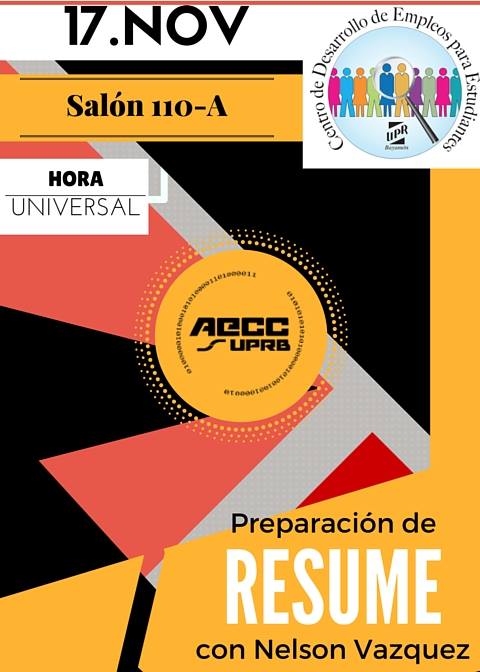 17.NOV
Salón 110-A
Centro de Desarrollo de Empleos para Estudiantes
UPR
Bayamón
HORA
UNIVERSAL
AECC
UPRB
Preparación de
RESUME
con Nelson Vazquez